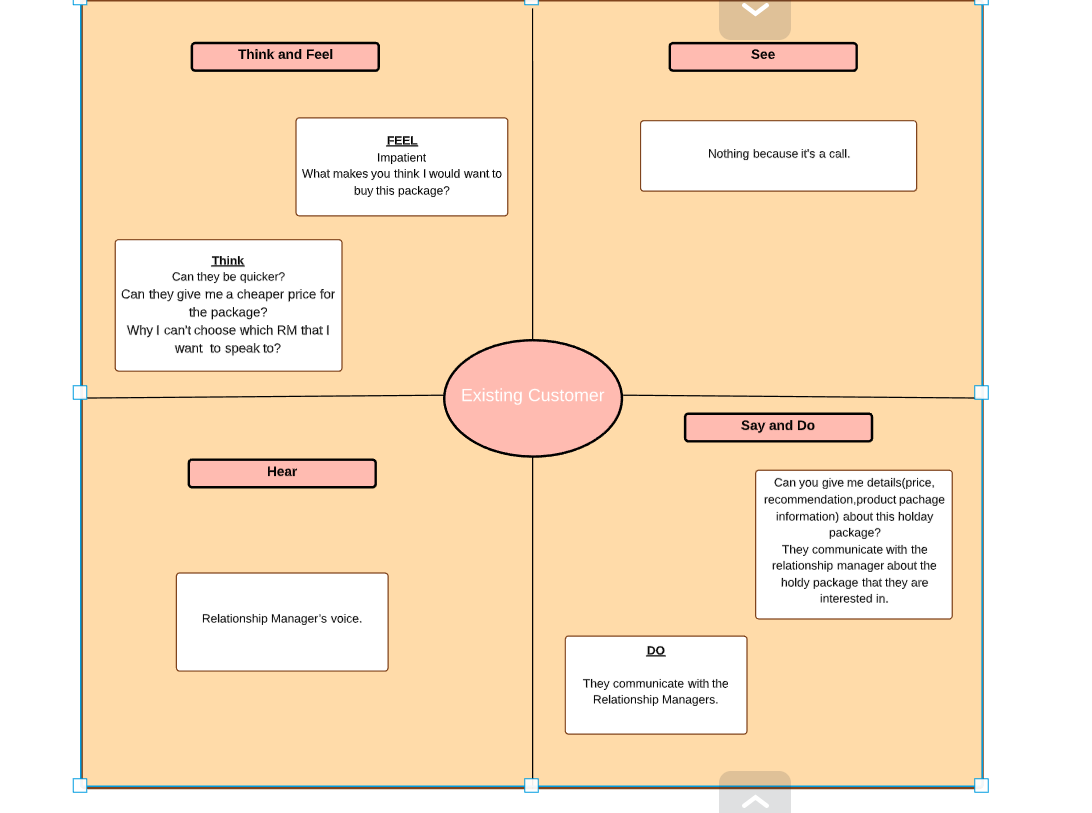 Think and Feel
FEEL
Impatient
What makes you think I would want to
buy this package?
Think
Can they be quicker?
Can they give me a cheaper price for
the package?
Why I can't choose which RM that I
want to speak to?
See
Nothing because it's a call.
Existing Customer
Hear
Relationship Manager's voice.
Say and Do
Can you give me details(price,
recommendation,product pachage
information) about this holday
package?
They communicate with the
relationship manager about the
holdy package that they are
interested in.
DO
They communicate with the
Relationship Managers.